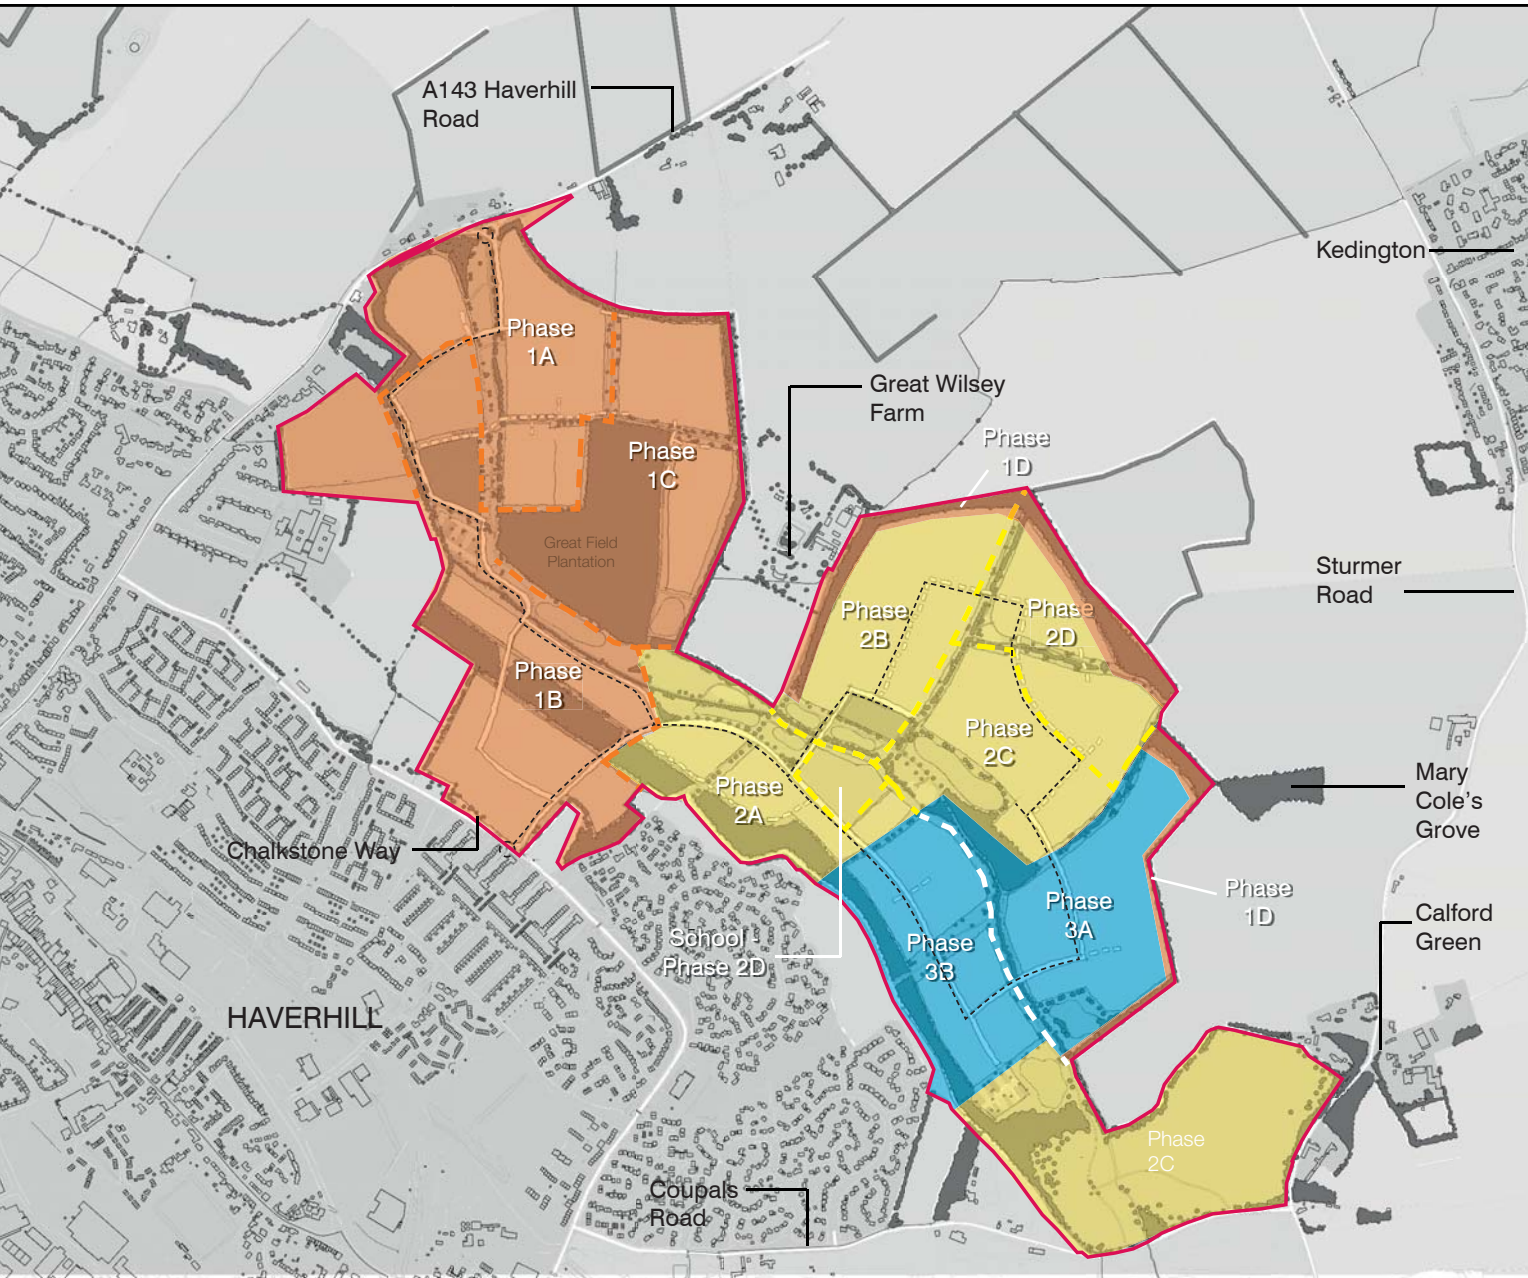 A143 Haverhill
Road
Kedington
Phase
1A
Great Wilsey
Farm
Phase
1D
Phase
1C
Great Field
Plantation
Sturmer
Road
Phase
2B
Phase
2D
Phase
1B
Phase
2C
Phase
2A
Mary
Cole's
Grove
Chalkstone Way
Phase
3A
Phase
1D
Calford
Green
School -
Phase 2D
Phase
3B
HAVERHILL
Phase
2C
Coupals
Road